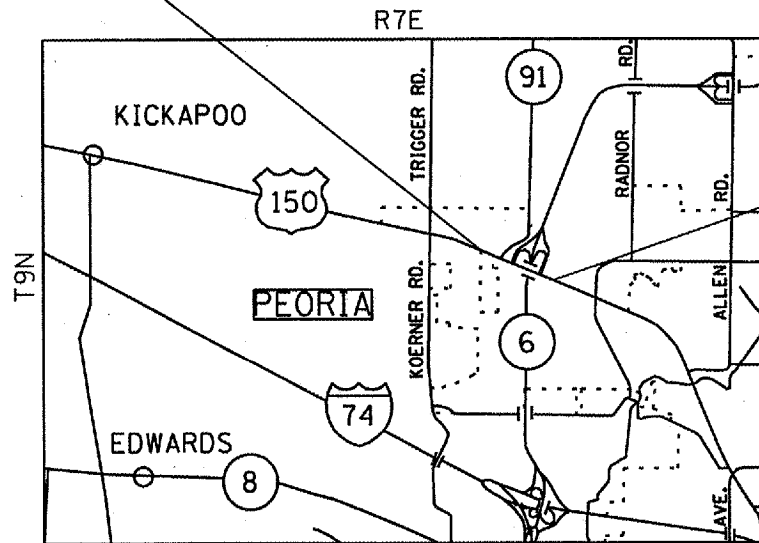 R7E
T9N
KICKAPOO
150
PEORIA
EDWARDS
8
74
TRIGGER RD.
KOERNER RD.
91
6
RD.
RADNOR
RD.
ALLEN
AVE.